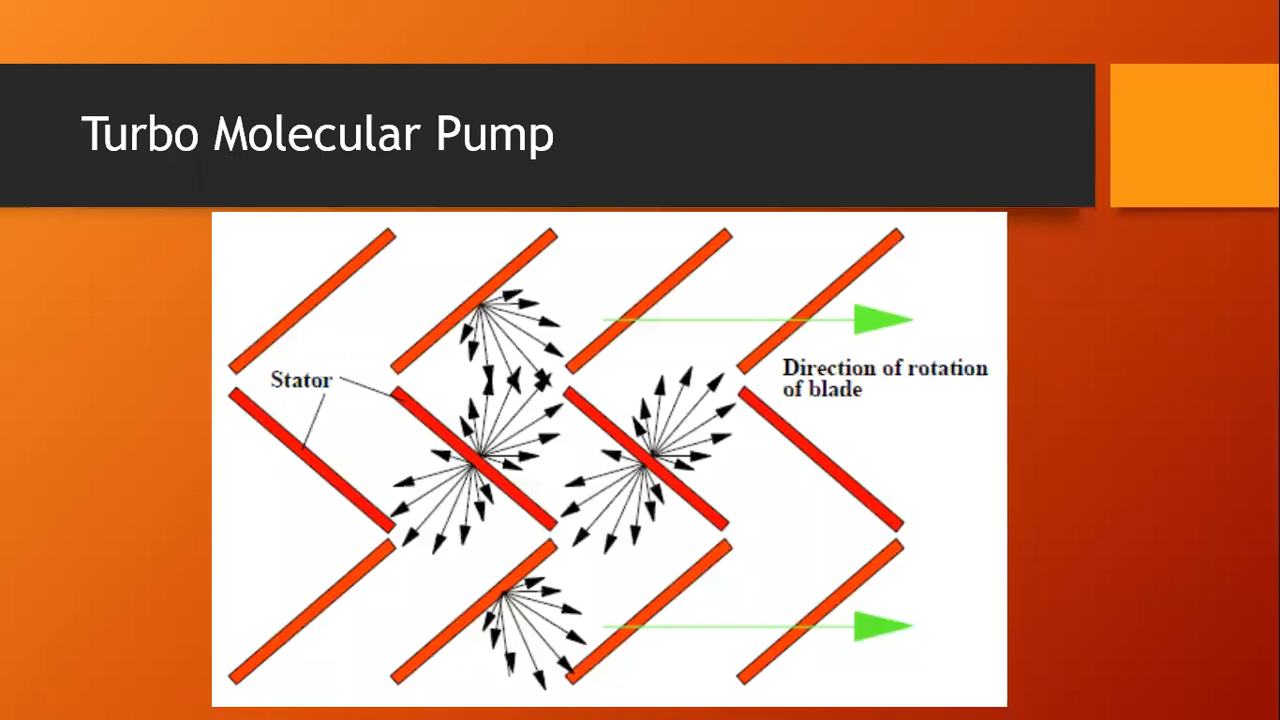 Turbo Molecular Pump
Stator
Direction of rotation
of blade